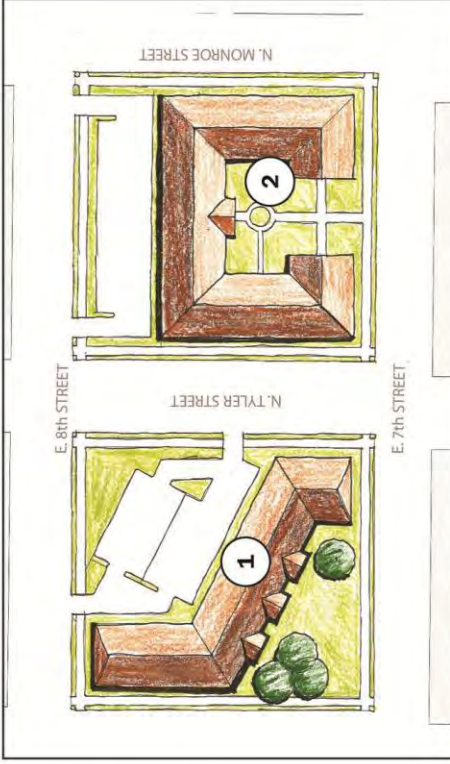 N. MONROE STREET
2
E. 8th STREET
N. TYLER STREET
E. 7th STREET
1